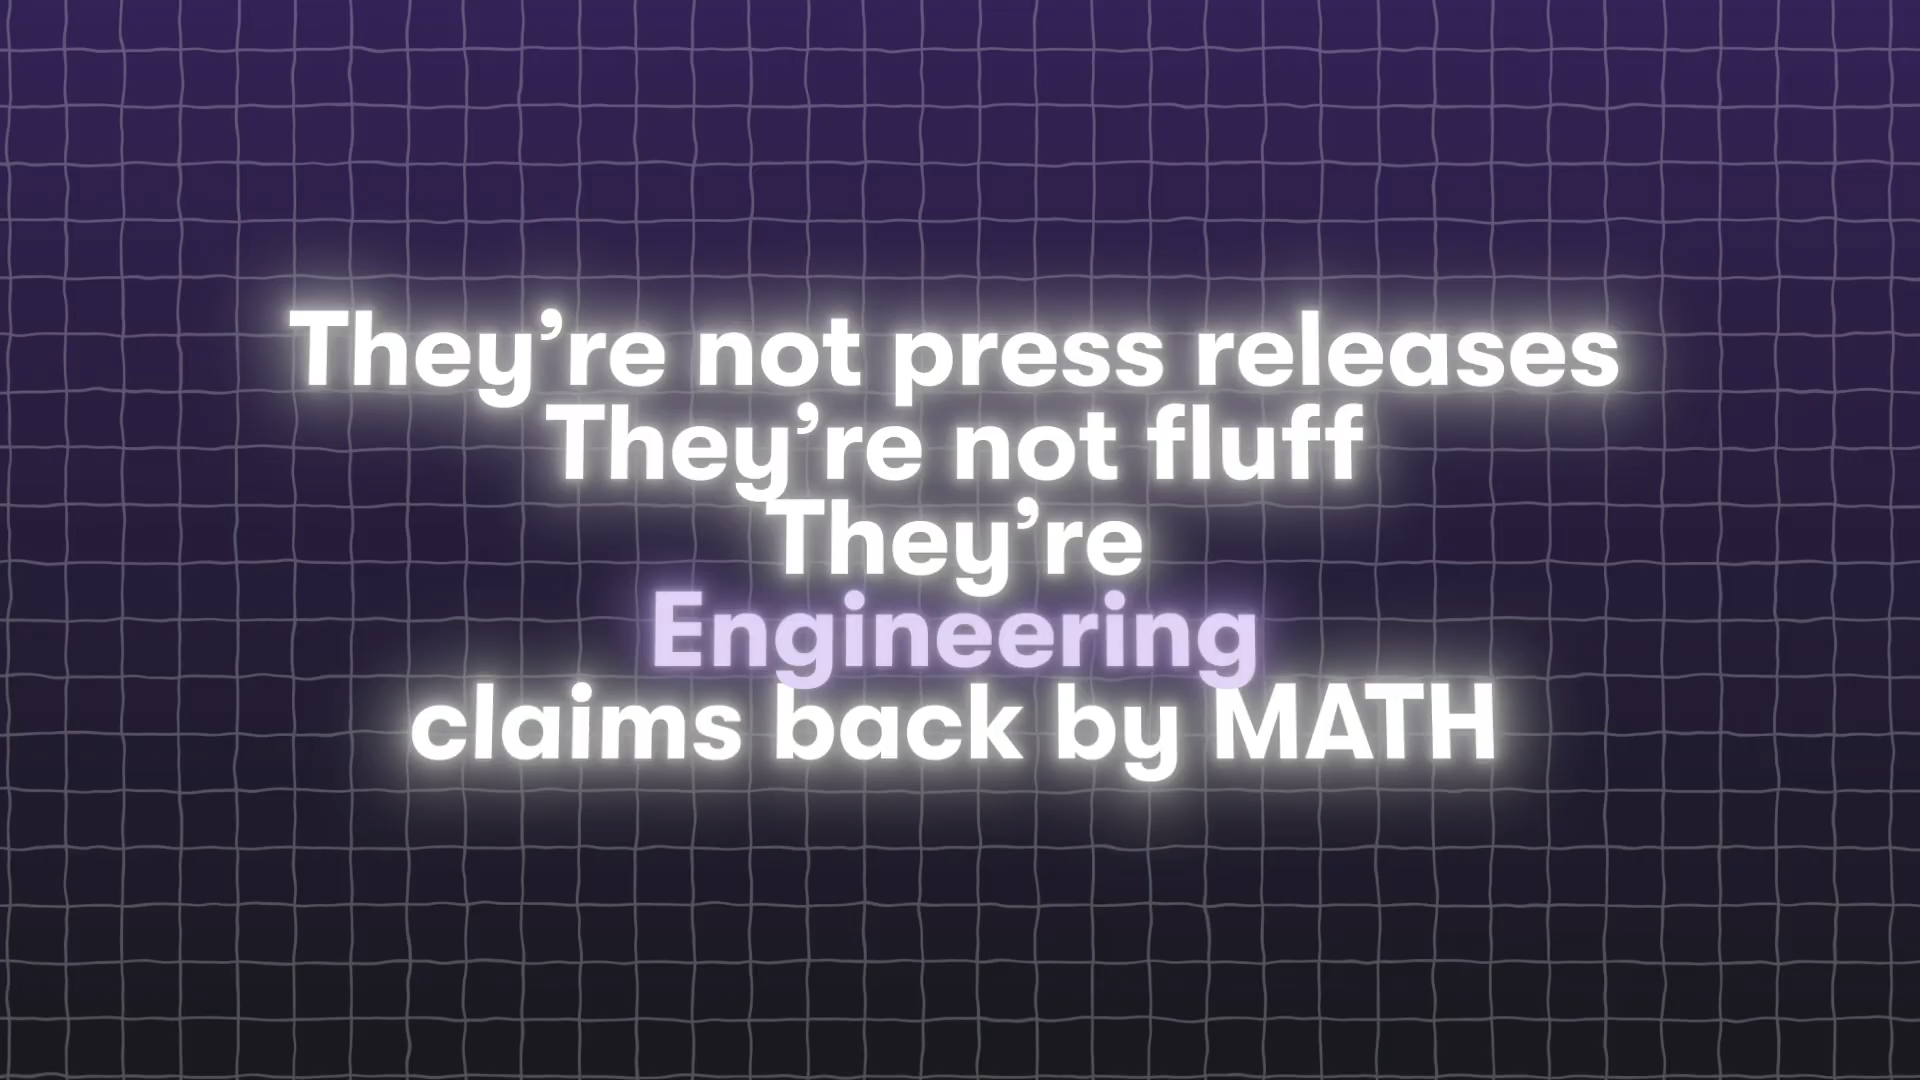 They’re not press releases
They’re not fluff
They’re
Engineering
claims back by MATH